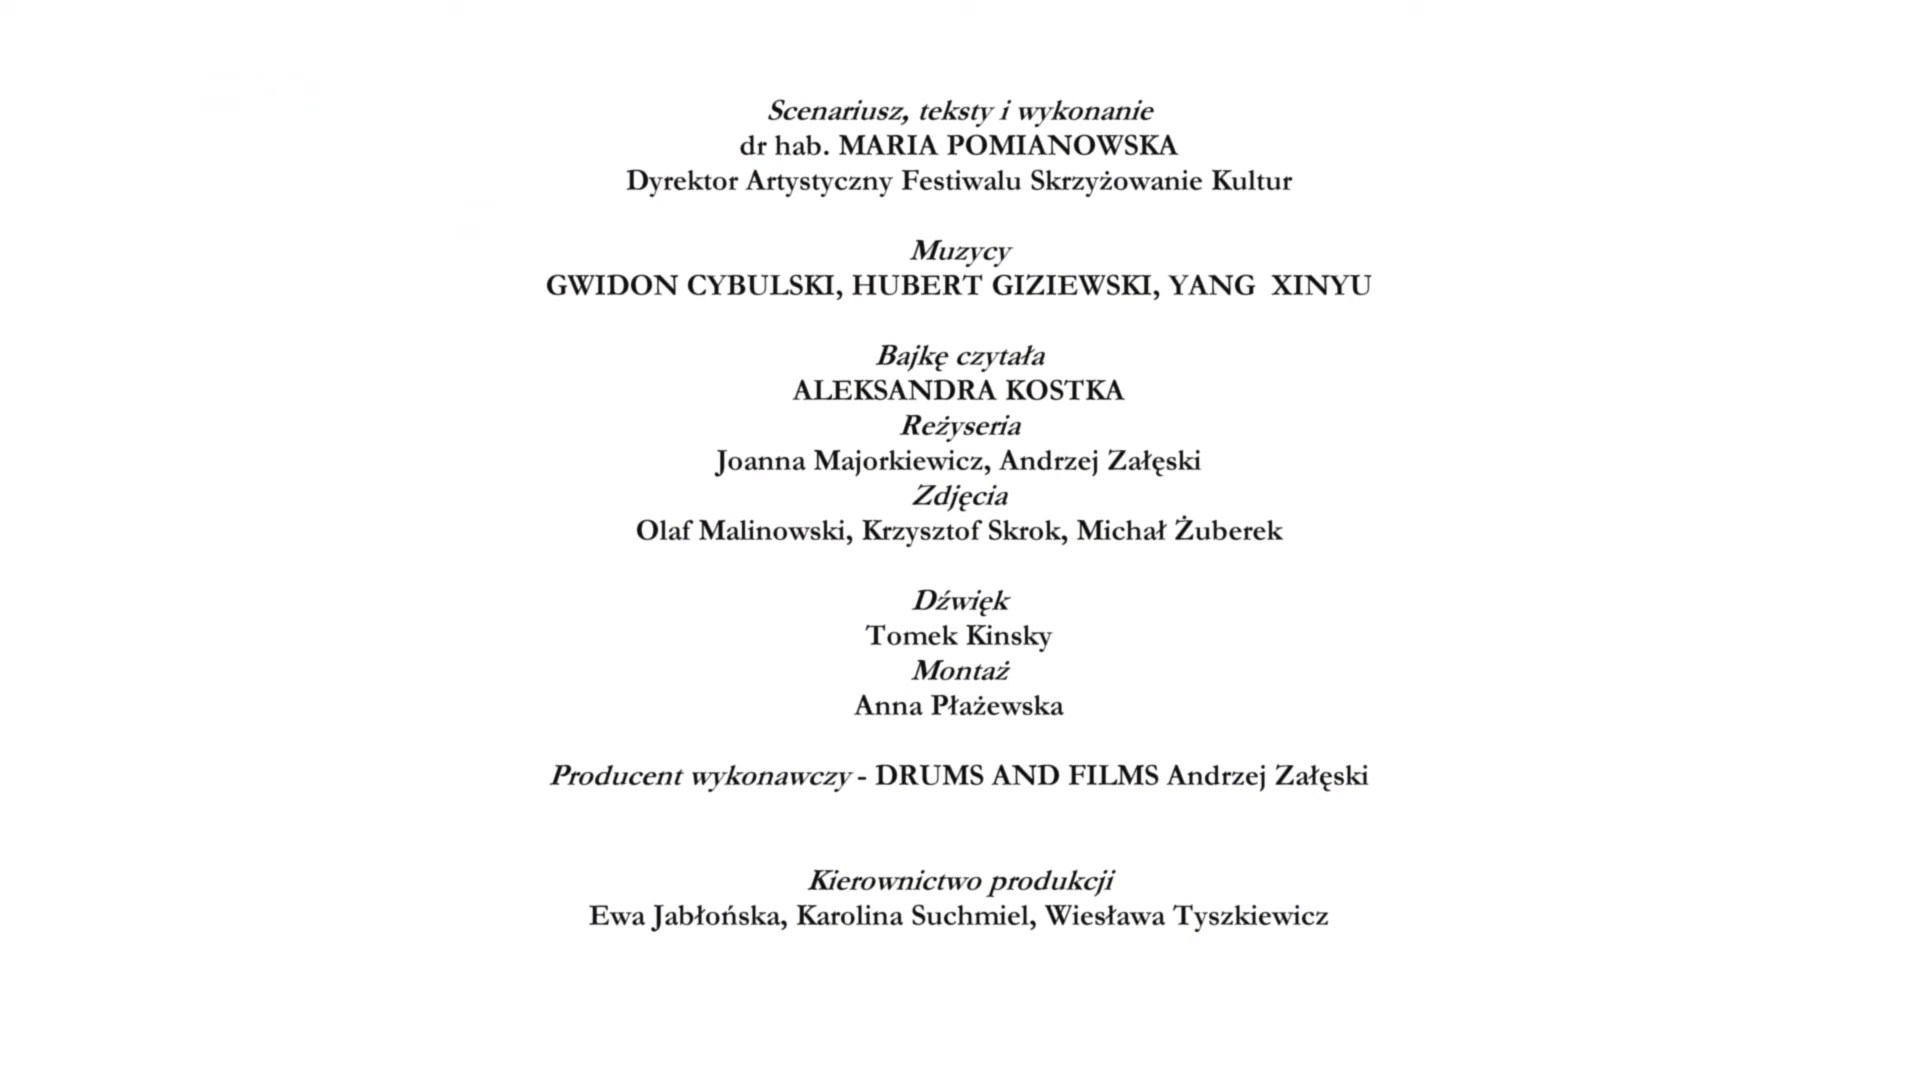 Scenariusz, teksty i wykonanie
dr hab. MARIA POMIANOWSKA
Dyrektor Artystyczny Festiwalu Skrzyżowanie Kultur
Muzycy
GWIDON CYBULSKI, HUBERT GIZIEWSKI, YANG  XINYU
Bajkę czytała
ALEKSANDRA KOSTKA
Reżyseria
Joanna Majorkiewicz, Andrzej Załęski
Zdjęcia
Olaf Malinowski, Krzysztof Skrok, Michał Żuberek
Dźwięk
Tomek Kinsky
Montaż
Anna Płażewska
Producent wykonawczy - DRUMS AND FILMS Andrzej Załęski
Kierownictwo produkcji
Ewa Jabłońska, Karolina Suchmiel, Wiesława Tyszkiewicz